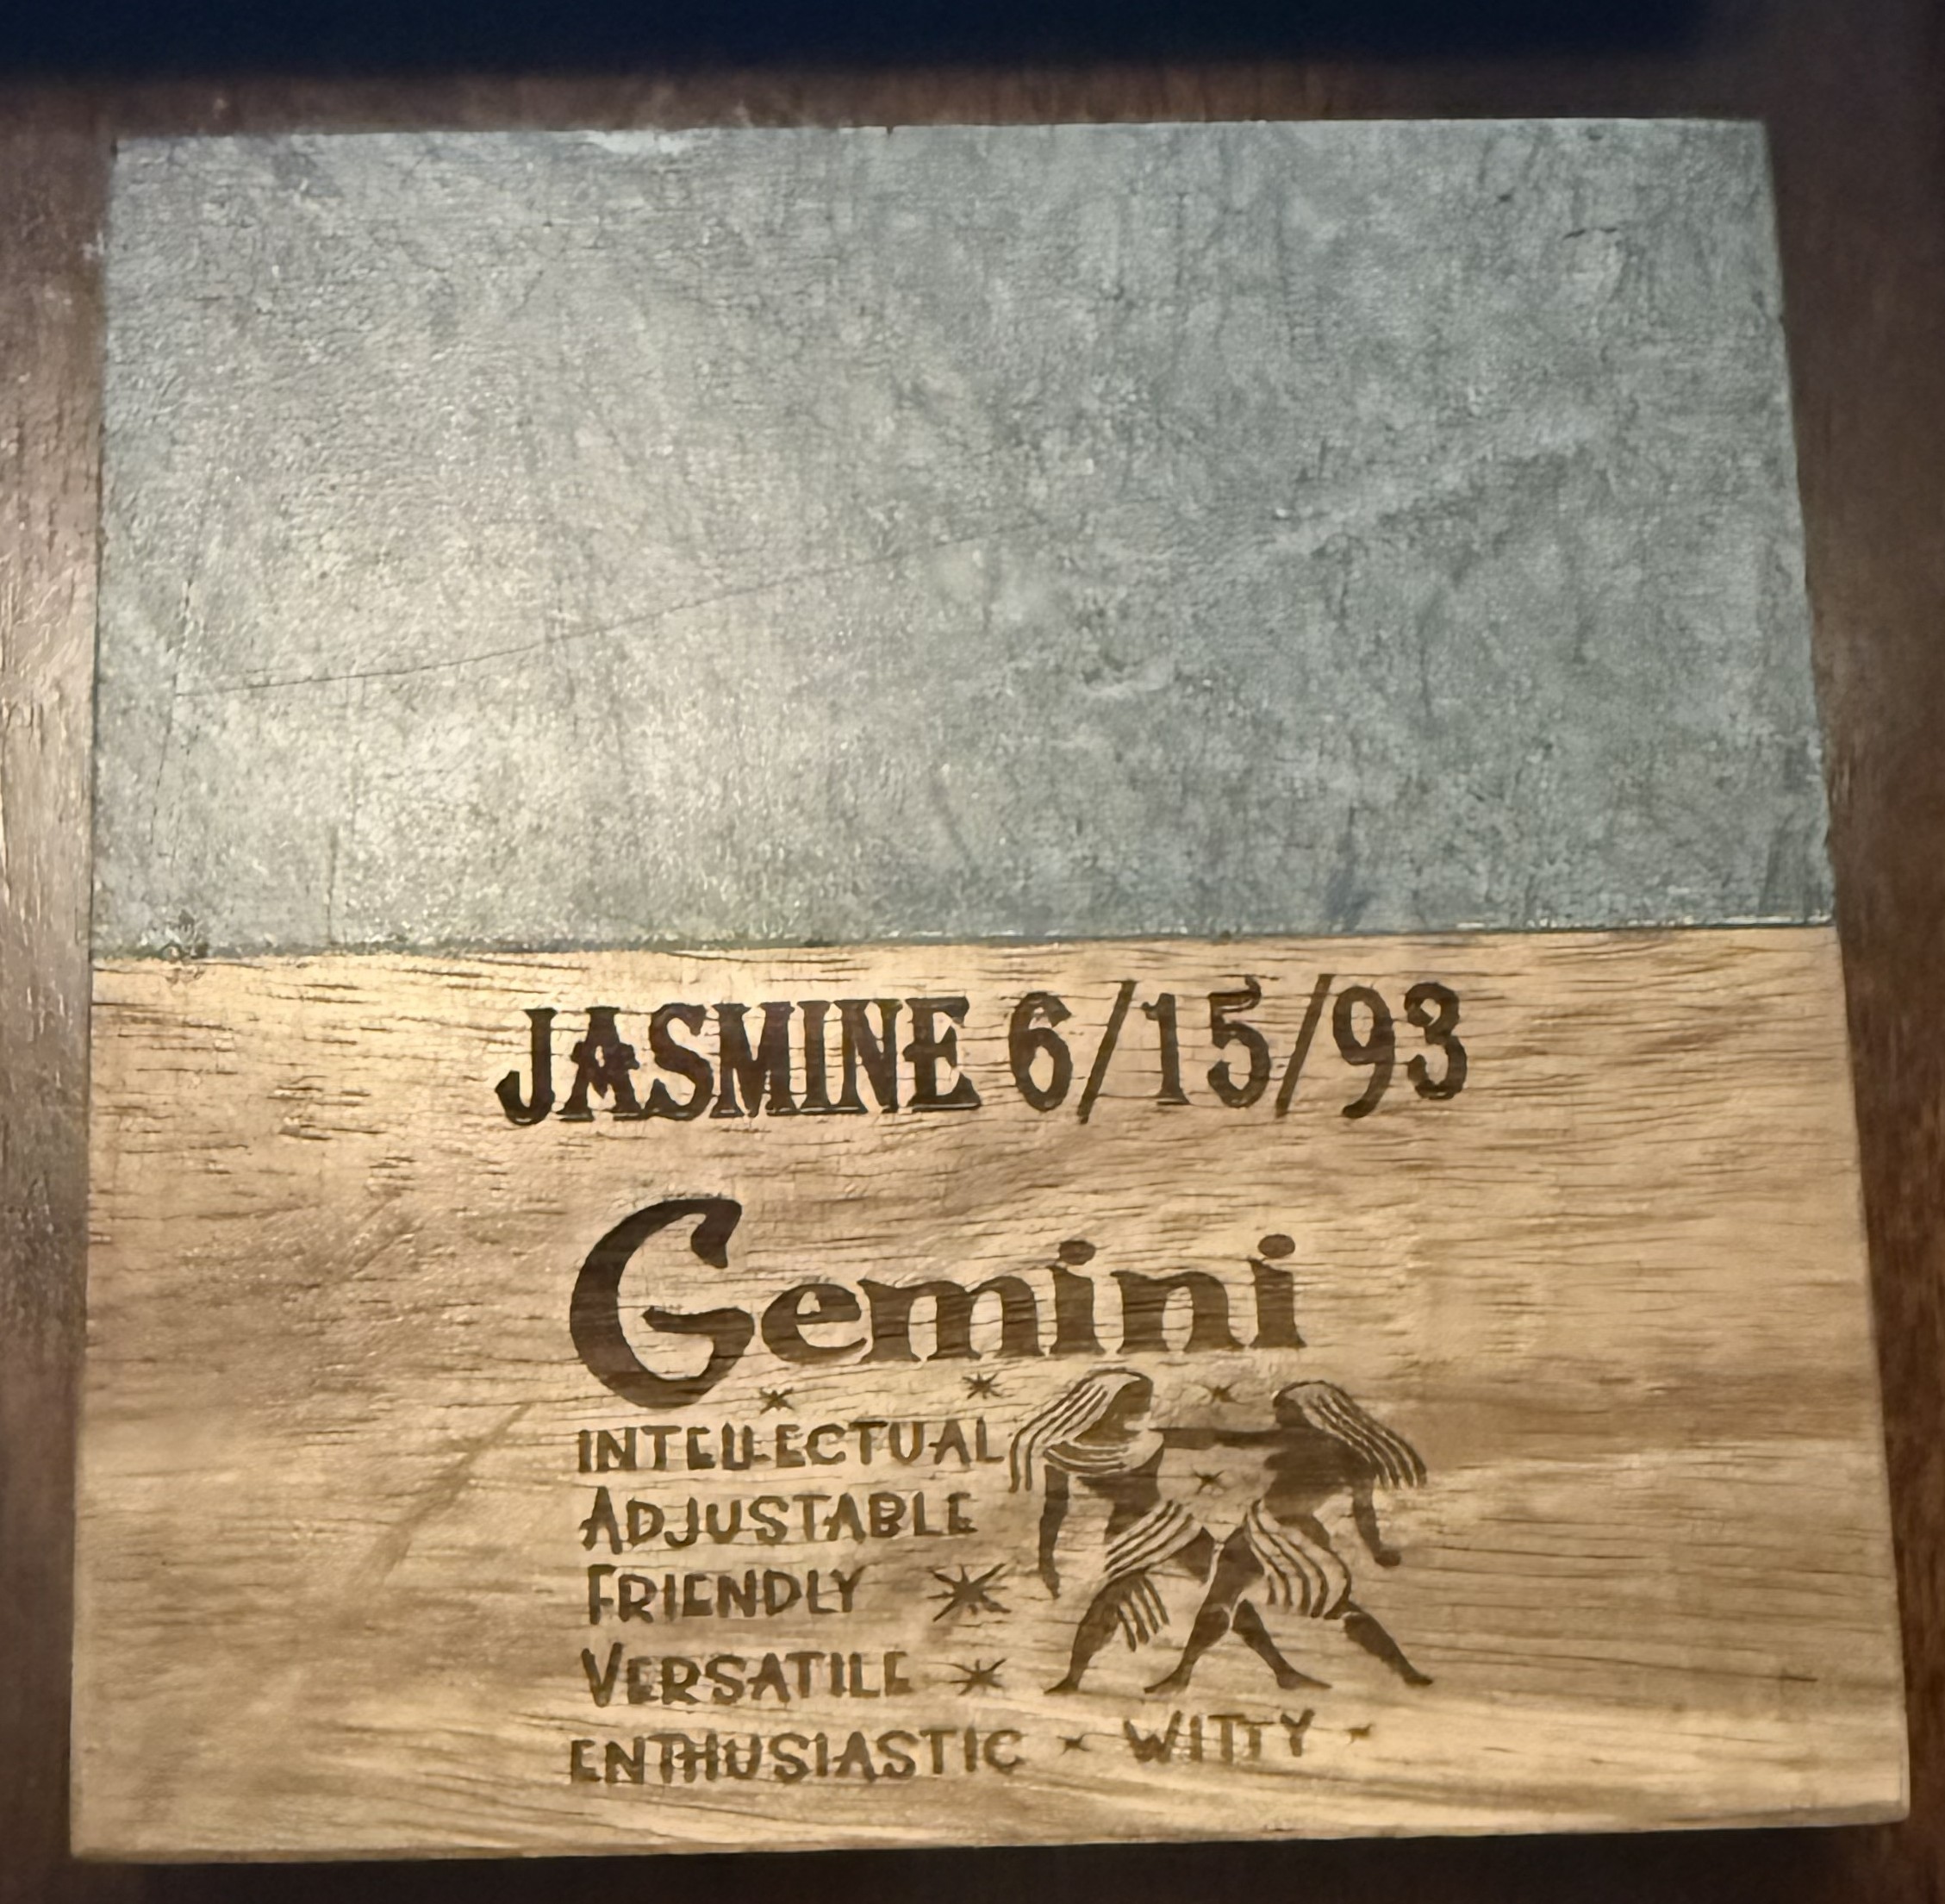 JASMINE 6/15/93
Gemini
INTELLECTUAL
ADJUSTABLE
FRIENDLY
VERSATILE
ENTHUSIASTIC - WITTY -